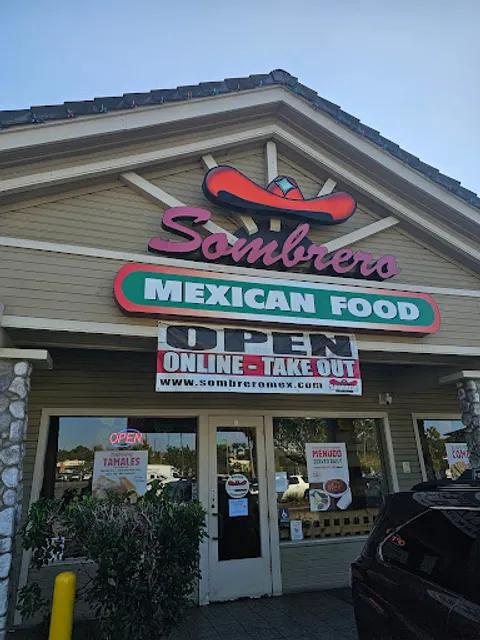 Sombrero
MEXICAN FOOD
OPEN
ONLINE - TAKE OUT
www.sombreromex.com
OPEN
TAMALES
MENUDO